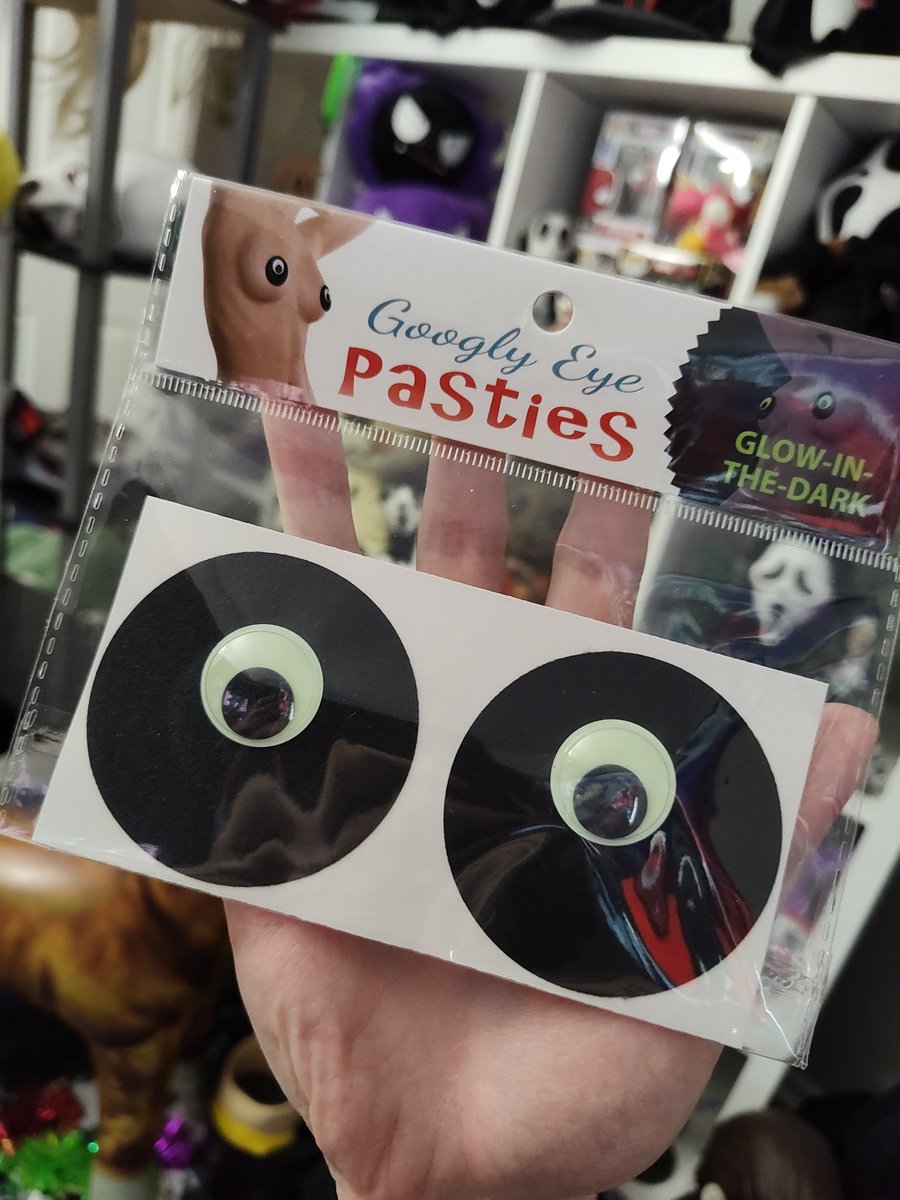 Googly Eye
Pasties
GLOW-IN-
THE-DARK